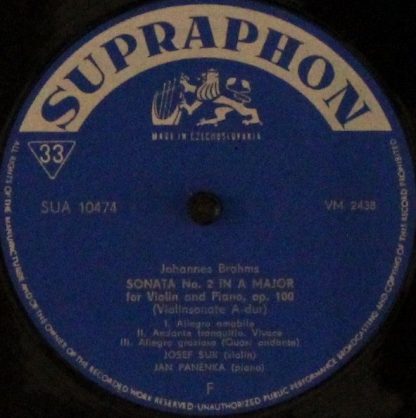 SUPRAPHON
MADE IN CZECHOSLOVAKIA
33
SUA 10474
VM 2438
Johannes Brahms
SONATA No. 2 IN A MAJOR
for Violin and Piano, op. 100
(Violinsonate A-dur)
I. Allegro amabile
II. Andante tranquillo. Vivace
III. Allegro grazioso (Quasi andante)
JOSEF SUK (violin)
JAN PANENKA (piano)
F
ALL RIGHTS OF THE MANUFACTURER AND OF THE OWNER OF THE RECORDED WORK RESERVED·UNAUTHORIZED PUBLIC PERFORMANCE BROADCASTING AND COPYING OF THAT RECORD PROHIBITED